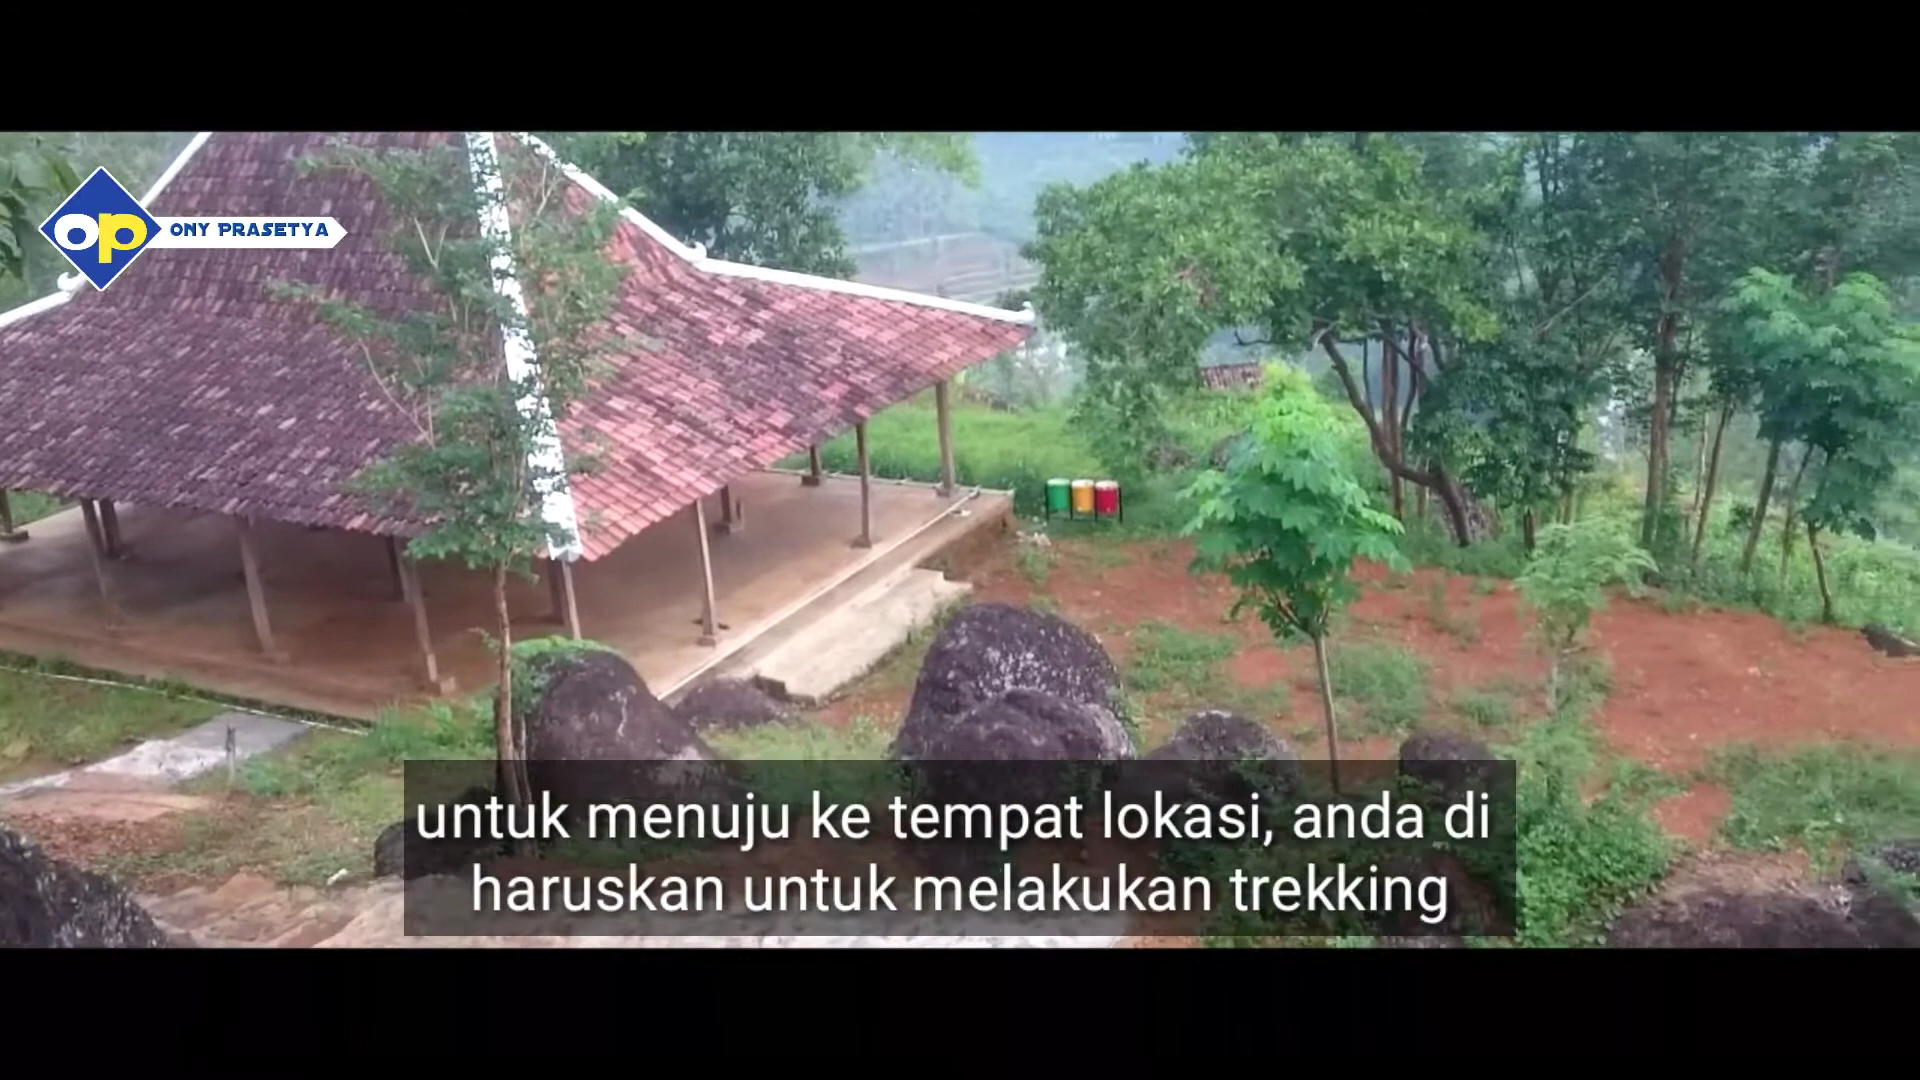 op
ONY PRASETYA
untuk menuju ke tempat lokasi, anda di
haruskan untuk melakukan trekking